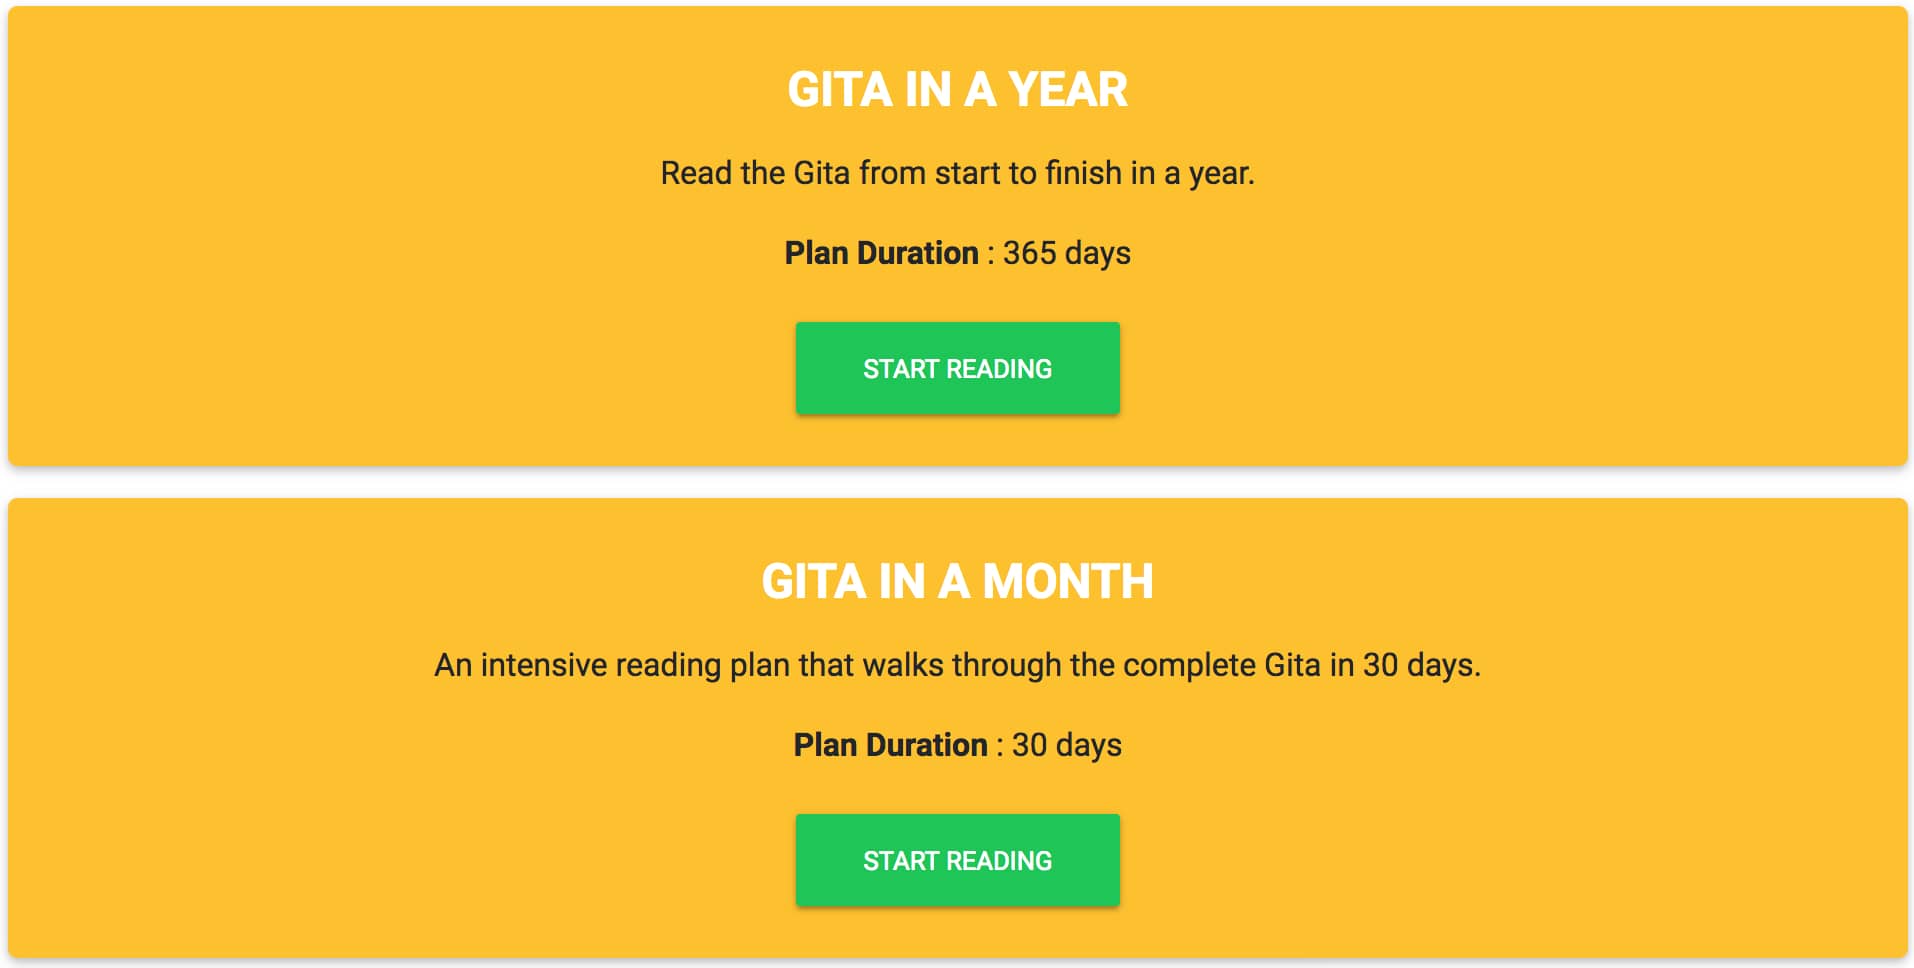 GITA IN A YEAR
Read the Gita from start to finish in a year.
Plan Duration : 365 days
START READING
GITA IN A MONTH
An intensive reading plan that walks through the complete Gita in 30 days.
Plan Duration : 30 days
START READING